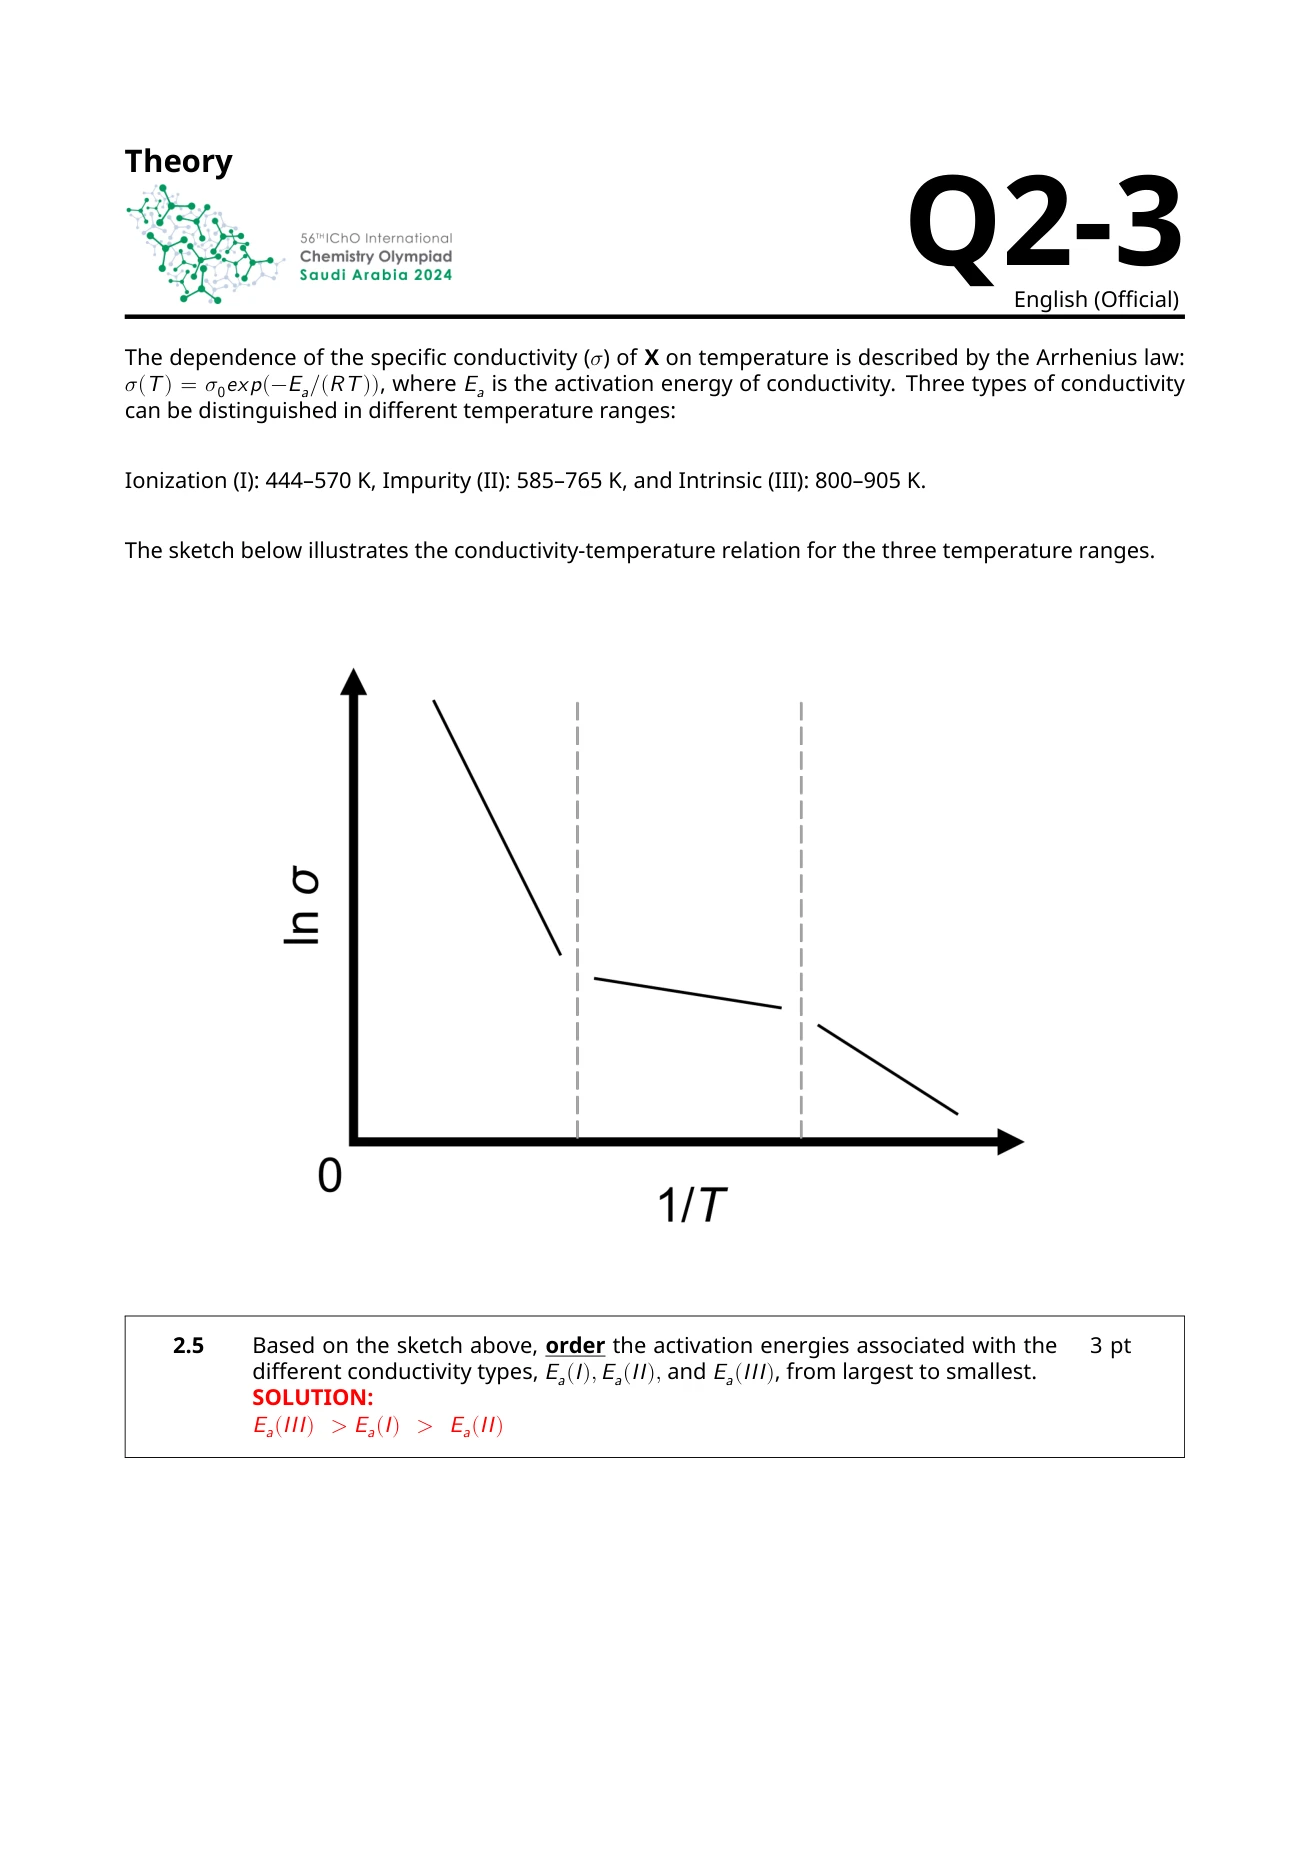 Theory
56ᵀᴴIChO International
Chemistry Olympiad
Saudi Arabia 2024
Q2-3
English (Official)
The dependence of the specific conductivity (σ) of X on temperature is described by the Arrhenius law:
σ(T) = σ₀exp(−Eₐ/(RT)), where Eₐ is the activation energy of conductivity. Three types of conductivity
can be distinguished in different temperature ranges:
Ionization (I): 444–570 K, Impurity (II): 585–765 K, and Intrinsic (III): 800–905 K.
The sketch below illustrates the conductivity-temperature relation for the three temperature ranges.
ln σ
0
1/T
2.5 Based on the sketch above, order the activation energies associated with the 3 pt
different conductivity types, Eₐ(I), Eₐ(II), and Eₐ(III), from largest to smallest.
SOLUTION:
Eₐ(III) > Eₐ(I) > Eₐ(II)